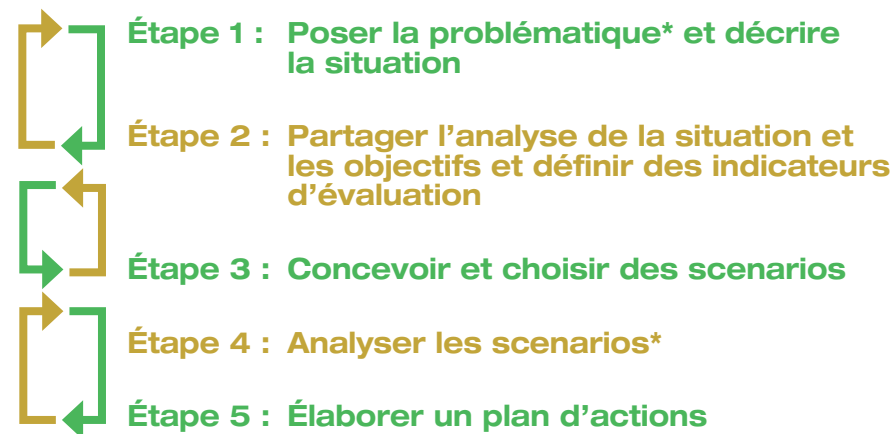 Étape 1 : Poser la problématique* et décrire
la situation
Étape 2 : Partager l’analyse de la situation et
les objectifs et définir des indicateurs
d’évaluation
Étape 3 : Concevoir et choisir des scenarios
Étape 4 : Analyser les scenarios*
Étape 5 : Élaborer un plan d’actions